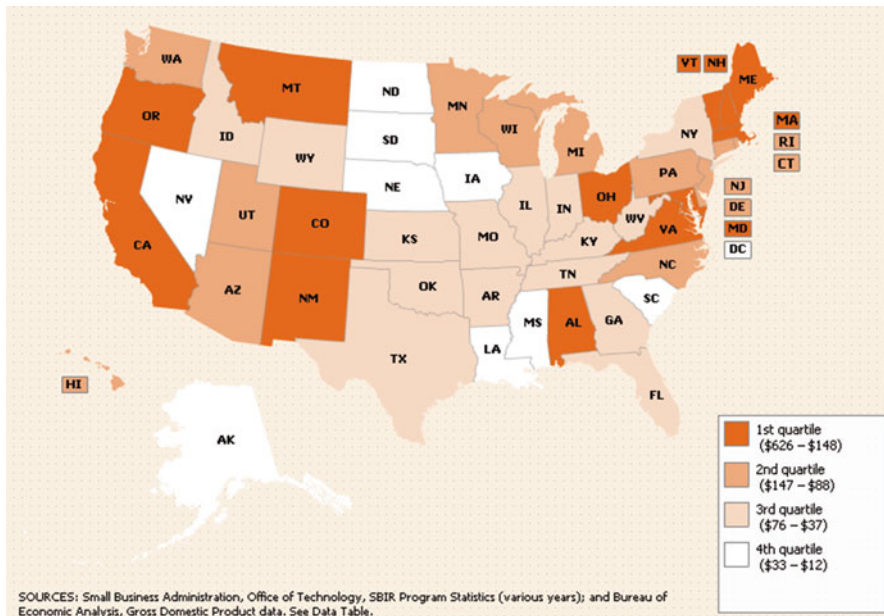 WA
MT
ND
MN
VT
NH
ME
OR
ID
SD
WI
MI
NY
MA
RI
CT
WY
NE
IA
PA
NJ
NV
UT
CO
IL
IN
OH
WV
VA
DE
MD
DC
CA
KS
MO
KY
NC
AZ
NM
OK
AR
TN
SC
MS
AL
GA
LA
TX
FL
HI
AK
1st quartile
($626 – $148)
2nd quartile
($147 – $88)
3rd quartile
($76 – $37)
4th quartile
($33 – $12)
SOURCES: Small Business Administration, Office of Technology, SBIR Program Statistics (various years); and Bureau of
Economic Analysis, Gross Domestic Product data. See Data Table.